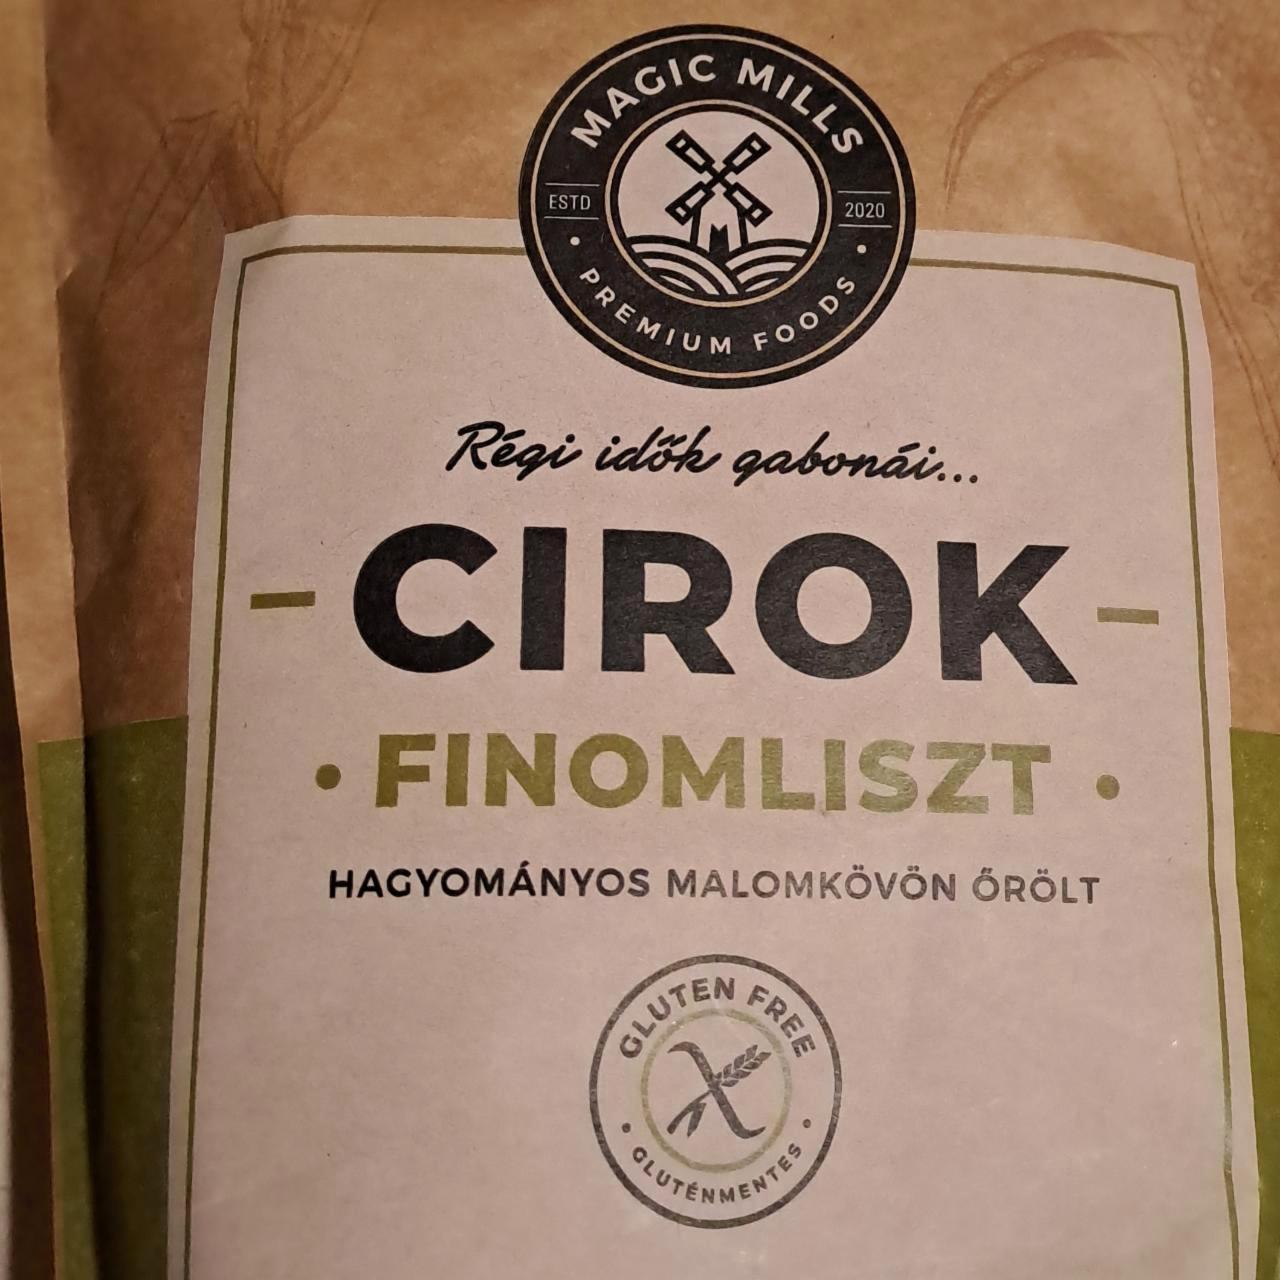 MAGIC MILLS
ESTD
2020
PREMIUM FOODS
Régi idők gabonái...
CIROK
FINOMLISZT
HAGYOMÁNYOS MALOMKÖVÖN ŐRÖLT
GLUTEN FREE
GLUTÉNMENTES